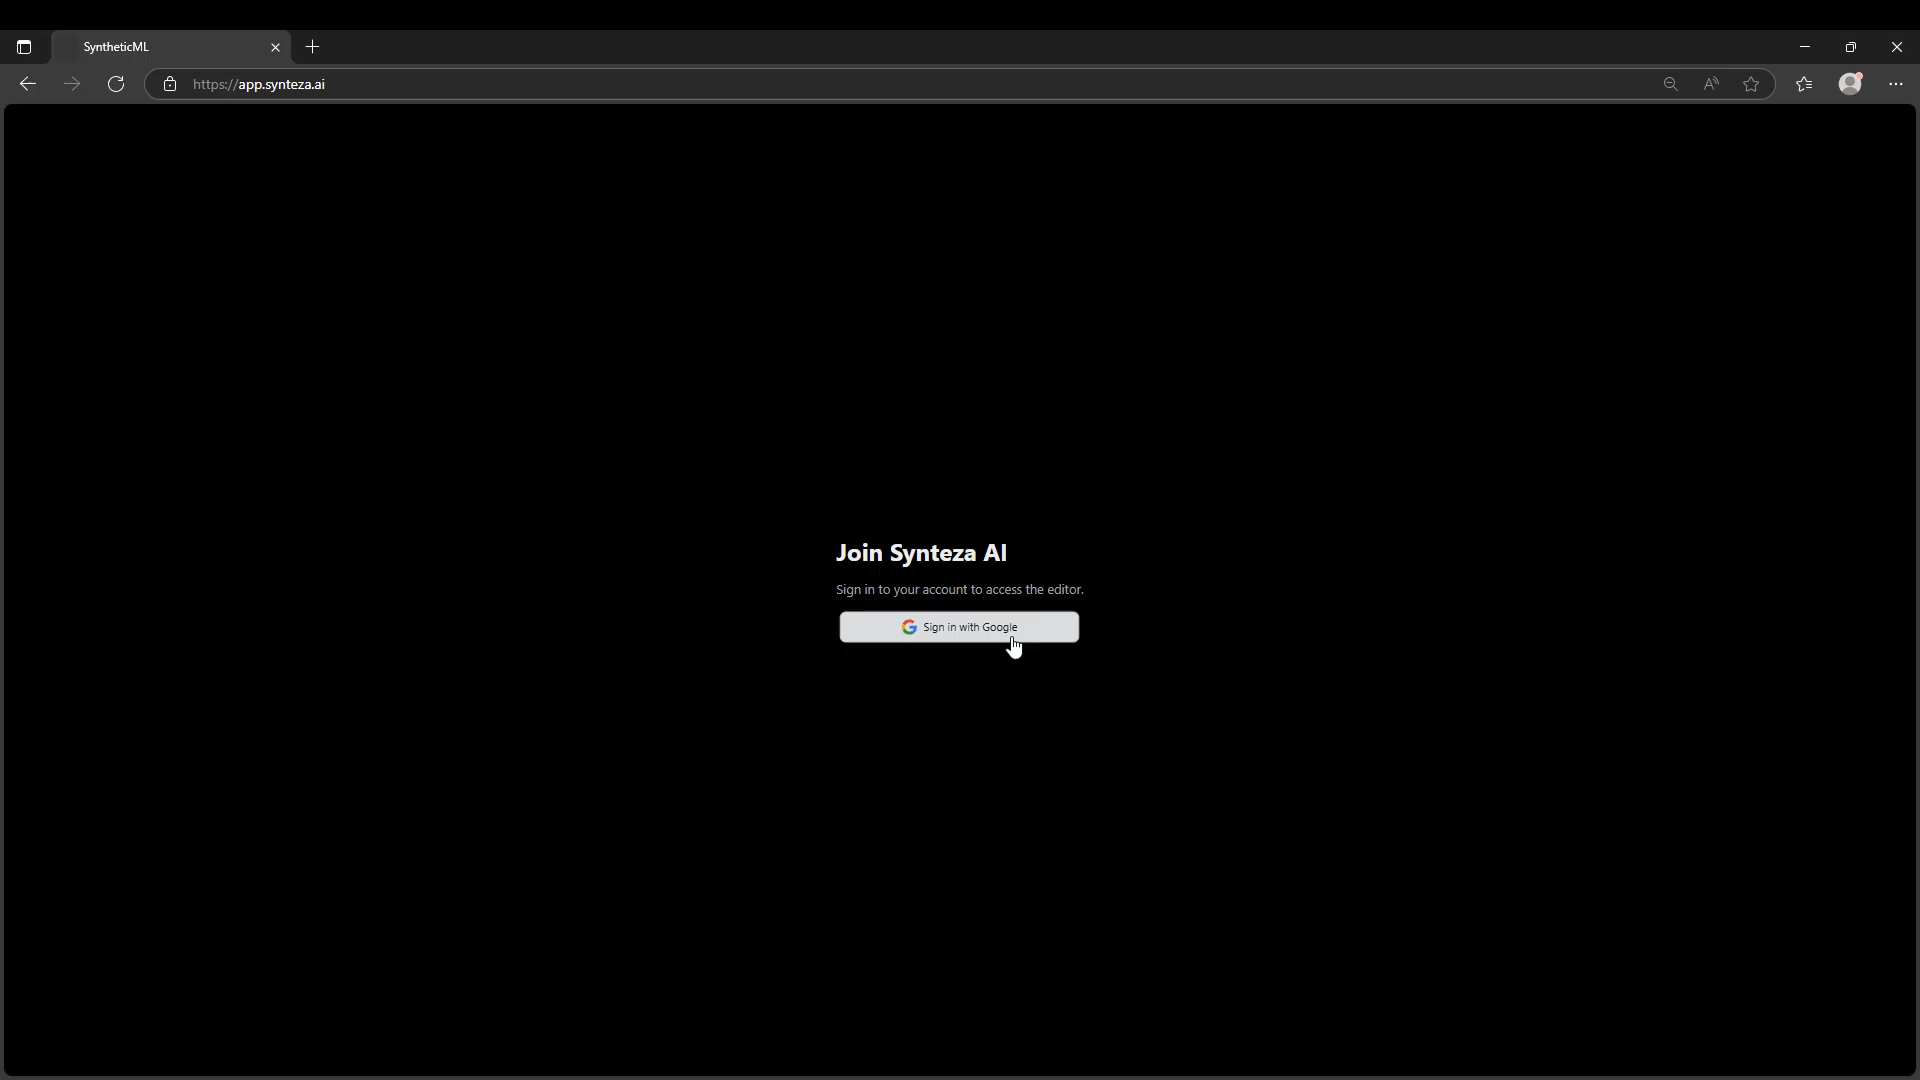 SyntheticML
https://app.synteza.ai
Join Synteza AI
Sign in to your account to access the editor.
Sign in with Google